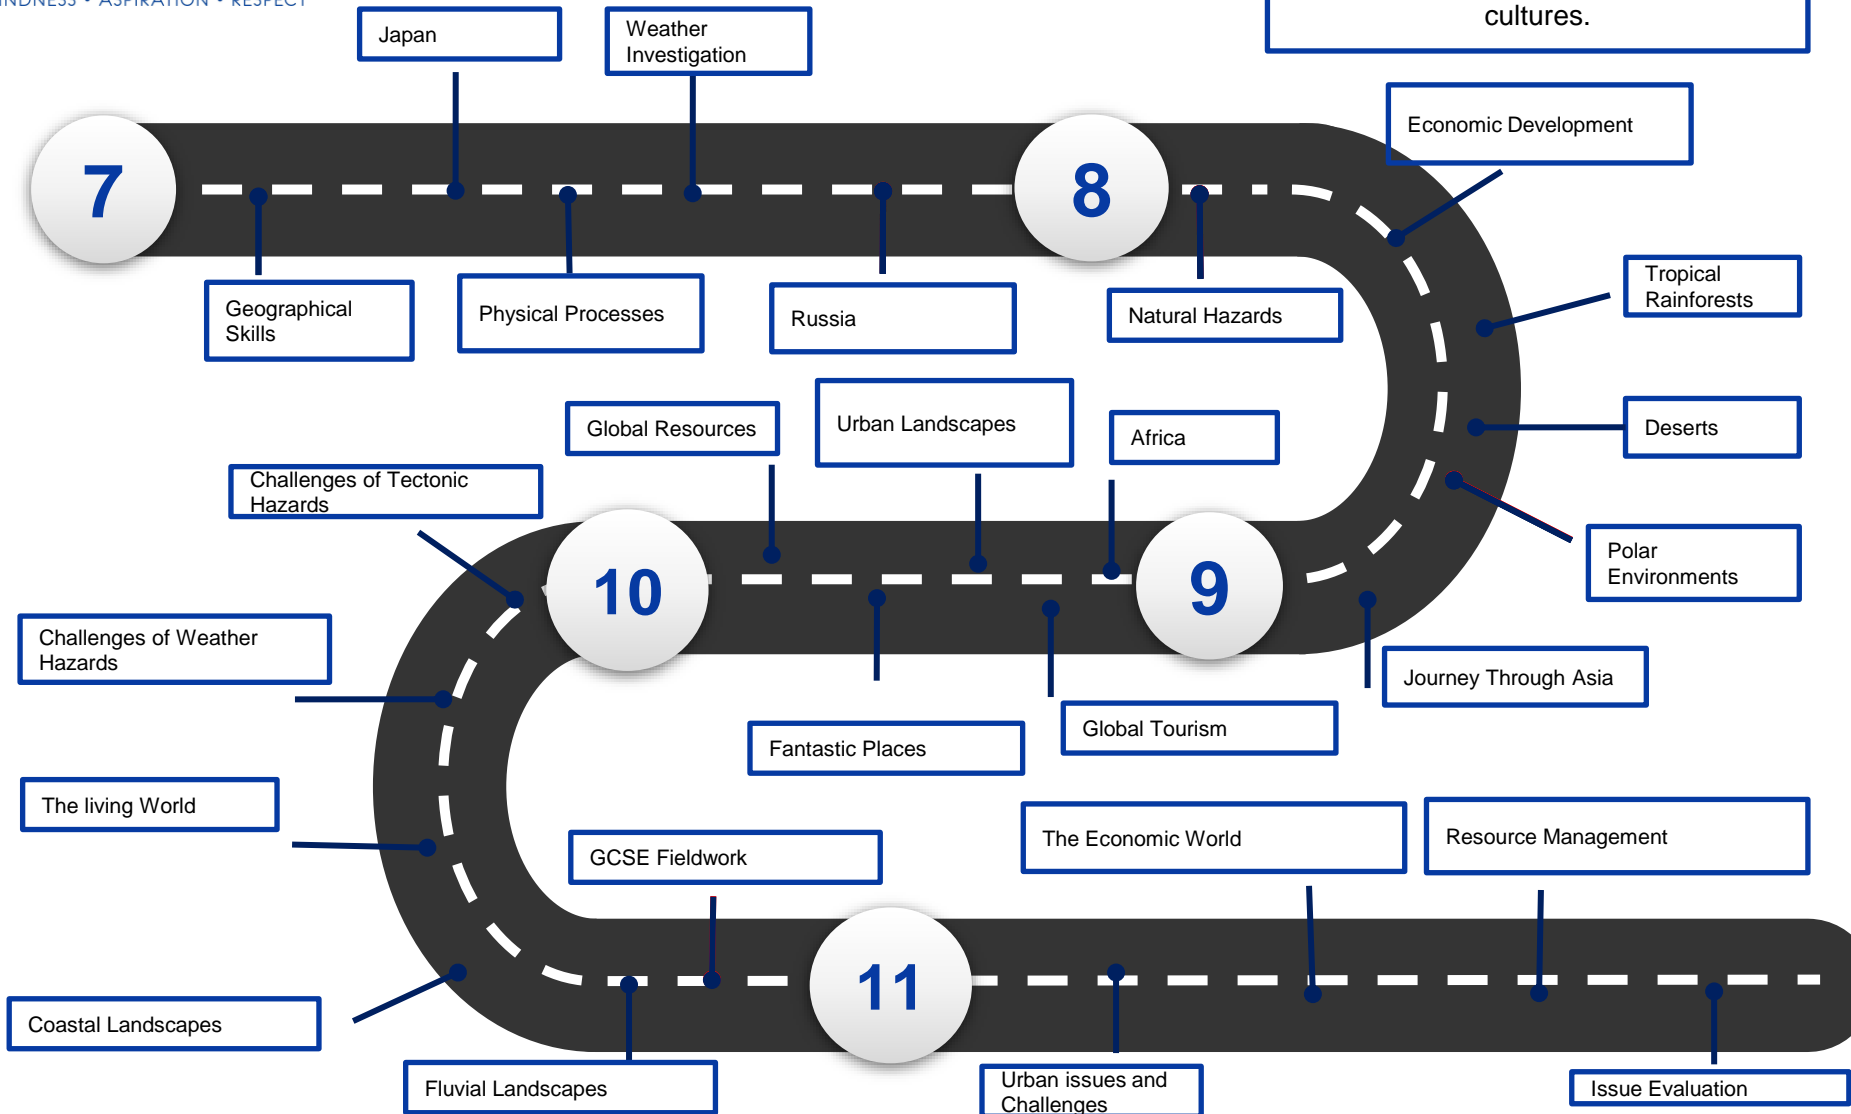 KINDNESS • ASPIRATION • RESPECT
cultures.
Japan
Weather
Investigation
7
8
Economic Development
Geographical
Skills
Physical Processes
Russia
Natural Hazards
Tropical
Rainforests
Deserts
Polar
Environments
Journey Through Asia
9
Africa
Global Tourism
Urban Landscapes
Fantastic Places
Global Resources
10
Challenges of Tectonic
Hazards
Challenges of Weather
Hazards
The living World
Coastal Landscapes
Fluvial Landscapes
GCSE Fieldwork
11
Urban issues and
Challenges
The Economic World
Resource Management
Issue Evaluation